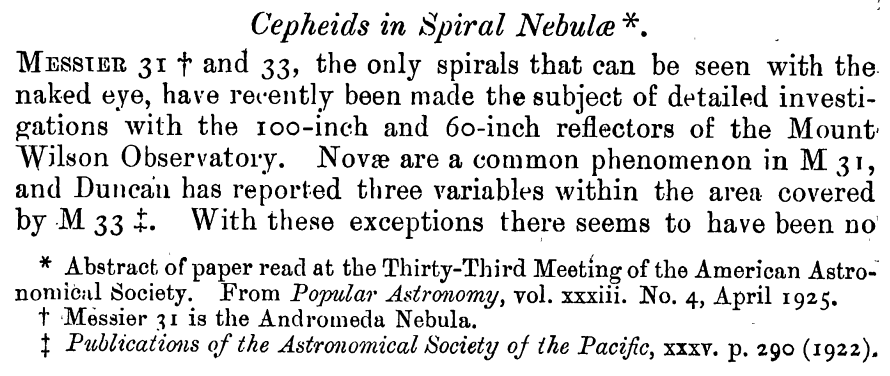 Cepheids in Spiral Nebulæ *.
MESSIER 31 † and 33, the only spirals that can be seen with the
naked eye, have recently been made the subject of detailed investi-
gations with the 100-inch and 60-inch reflectors of the Mount
Wilson Observatory. Novæ are a common phenomenon in M 31,
and Duncan has reported three variables within the area covered
by M 33 ‡. With these exceptions there seems to have been no
* Abstract of paper read at the Thirty-Third Meeting of the American Astro-
nomical Society. From Popular Astronomy, vol. xxxiii. No. 4, April 1925.
† Messier 31 is the Andromeda Nebula.
‡ Publications of the Astronomical Society of the Pacific, xxxv. p. 290 (1922).